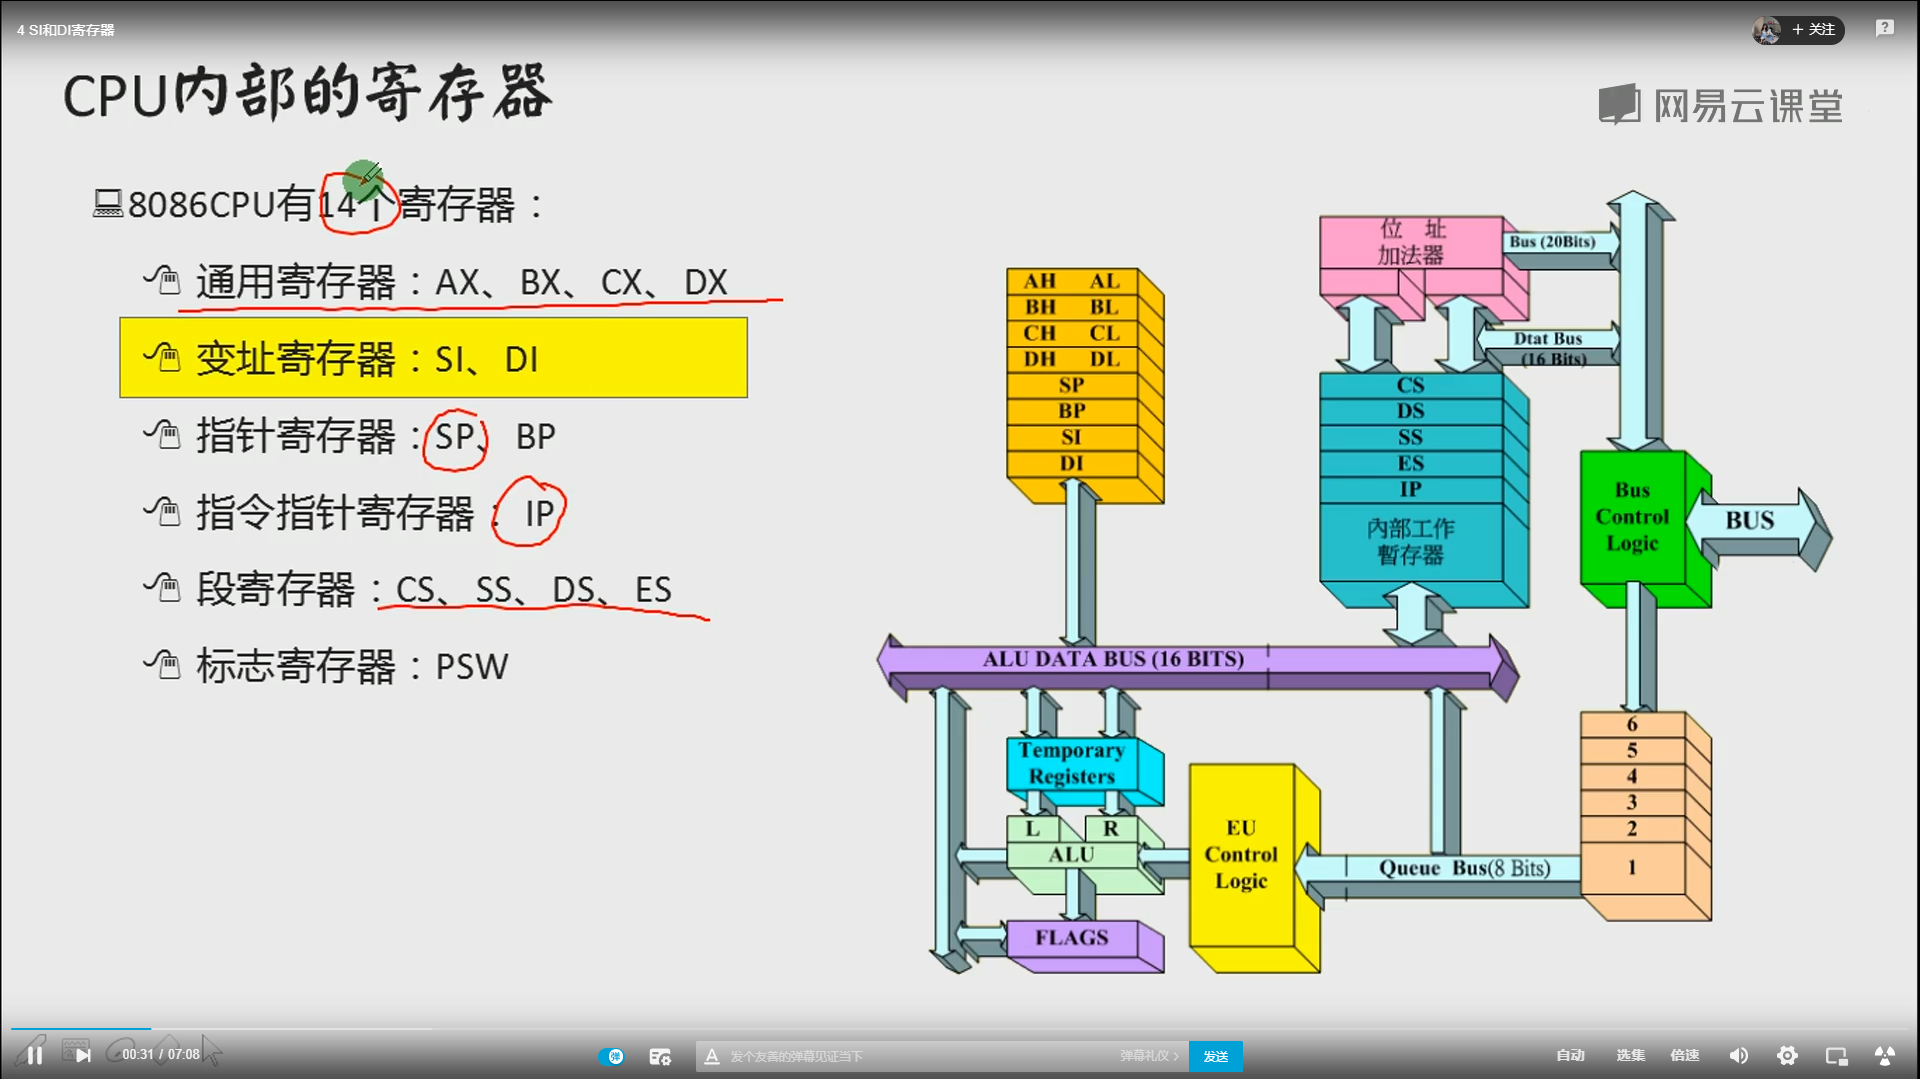 4 SI和DI寄存器
关注
CPU内部的寄存器
网易云课堂
8086CPU有14个寄存器：
通用寄存器：AX、BX、CX、DX
变址寄存器：SI、DI
指针寄存器：SP、BP
指令指针寄存器：IP
段寄存器：CS、SS、DS、ES
标志寄存器：PSW
AH AL
BH BL
CH CL
DH DL
SP
BP
SI
DI
位 址
加法器
Bus (20Bits)
Dtat Bus
(16 Bits)
CS
DS
SS
ES
IP
內部工作
暫存器
Bus
Control
Logic
BUS
ALU DATA BUS (16 BITS)
Temporary
Registers
L R
ALU
FLAGS
EU
Control
Logic
Queue Bus(8 Bits)
6
5
4
3
2
1
00:31 / 07:08
弹
A 发个友善的弹幕见证当下
弹幕礼仪 >
发送
自动
选集
倍速